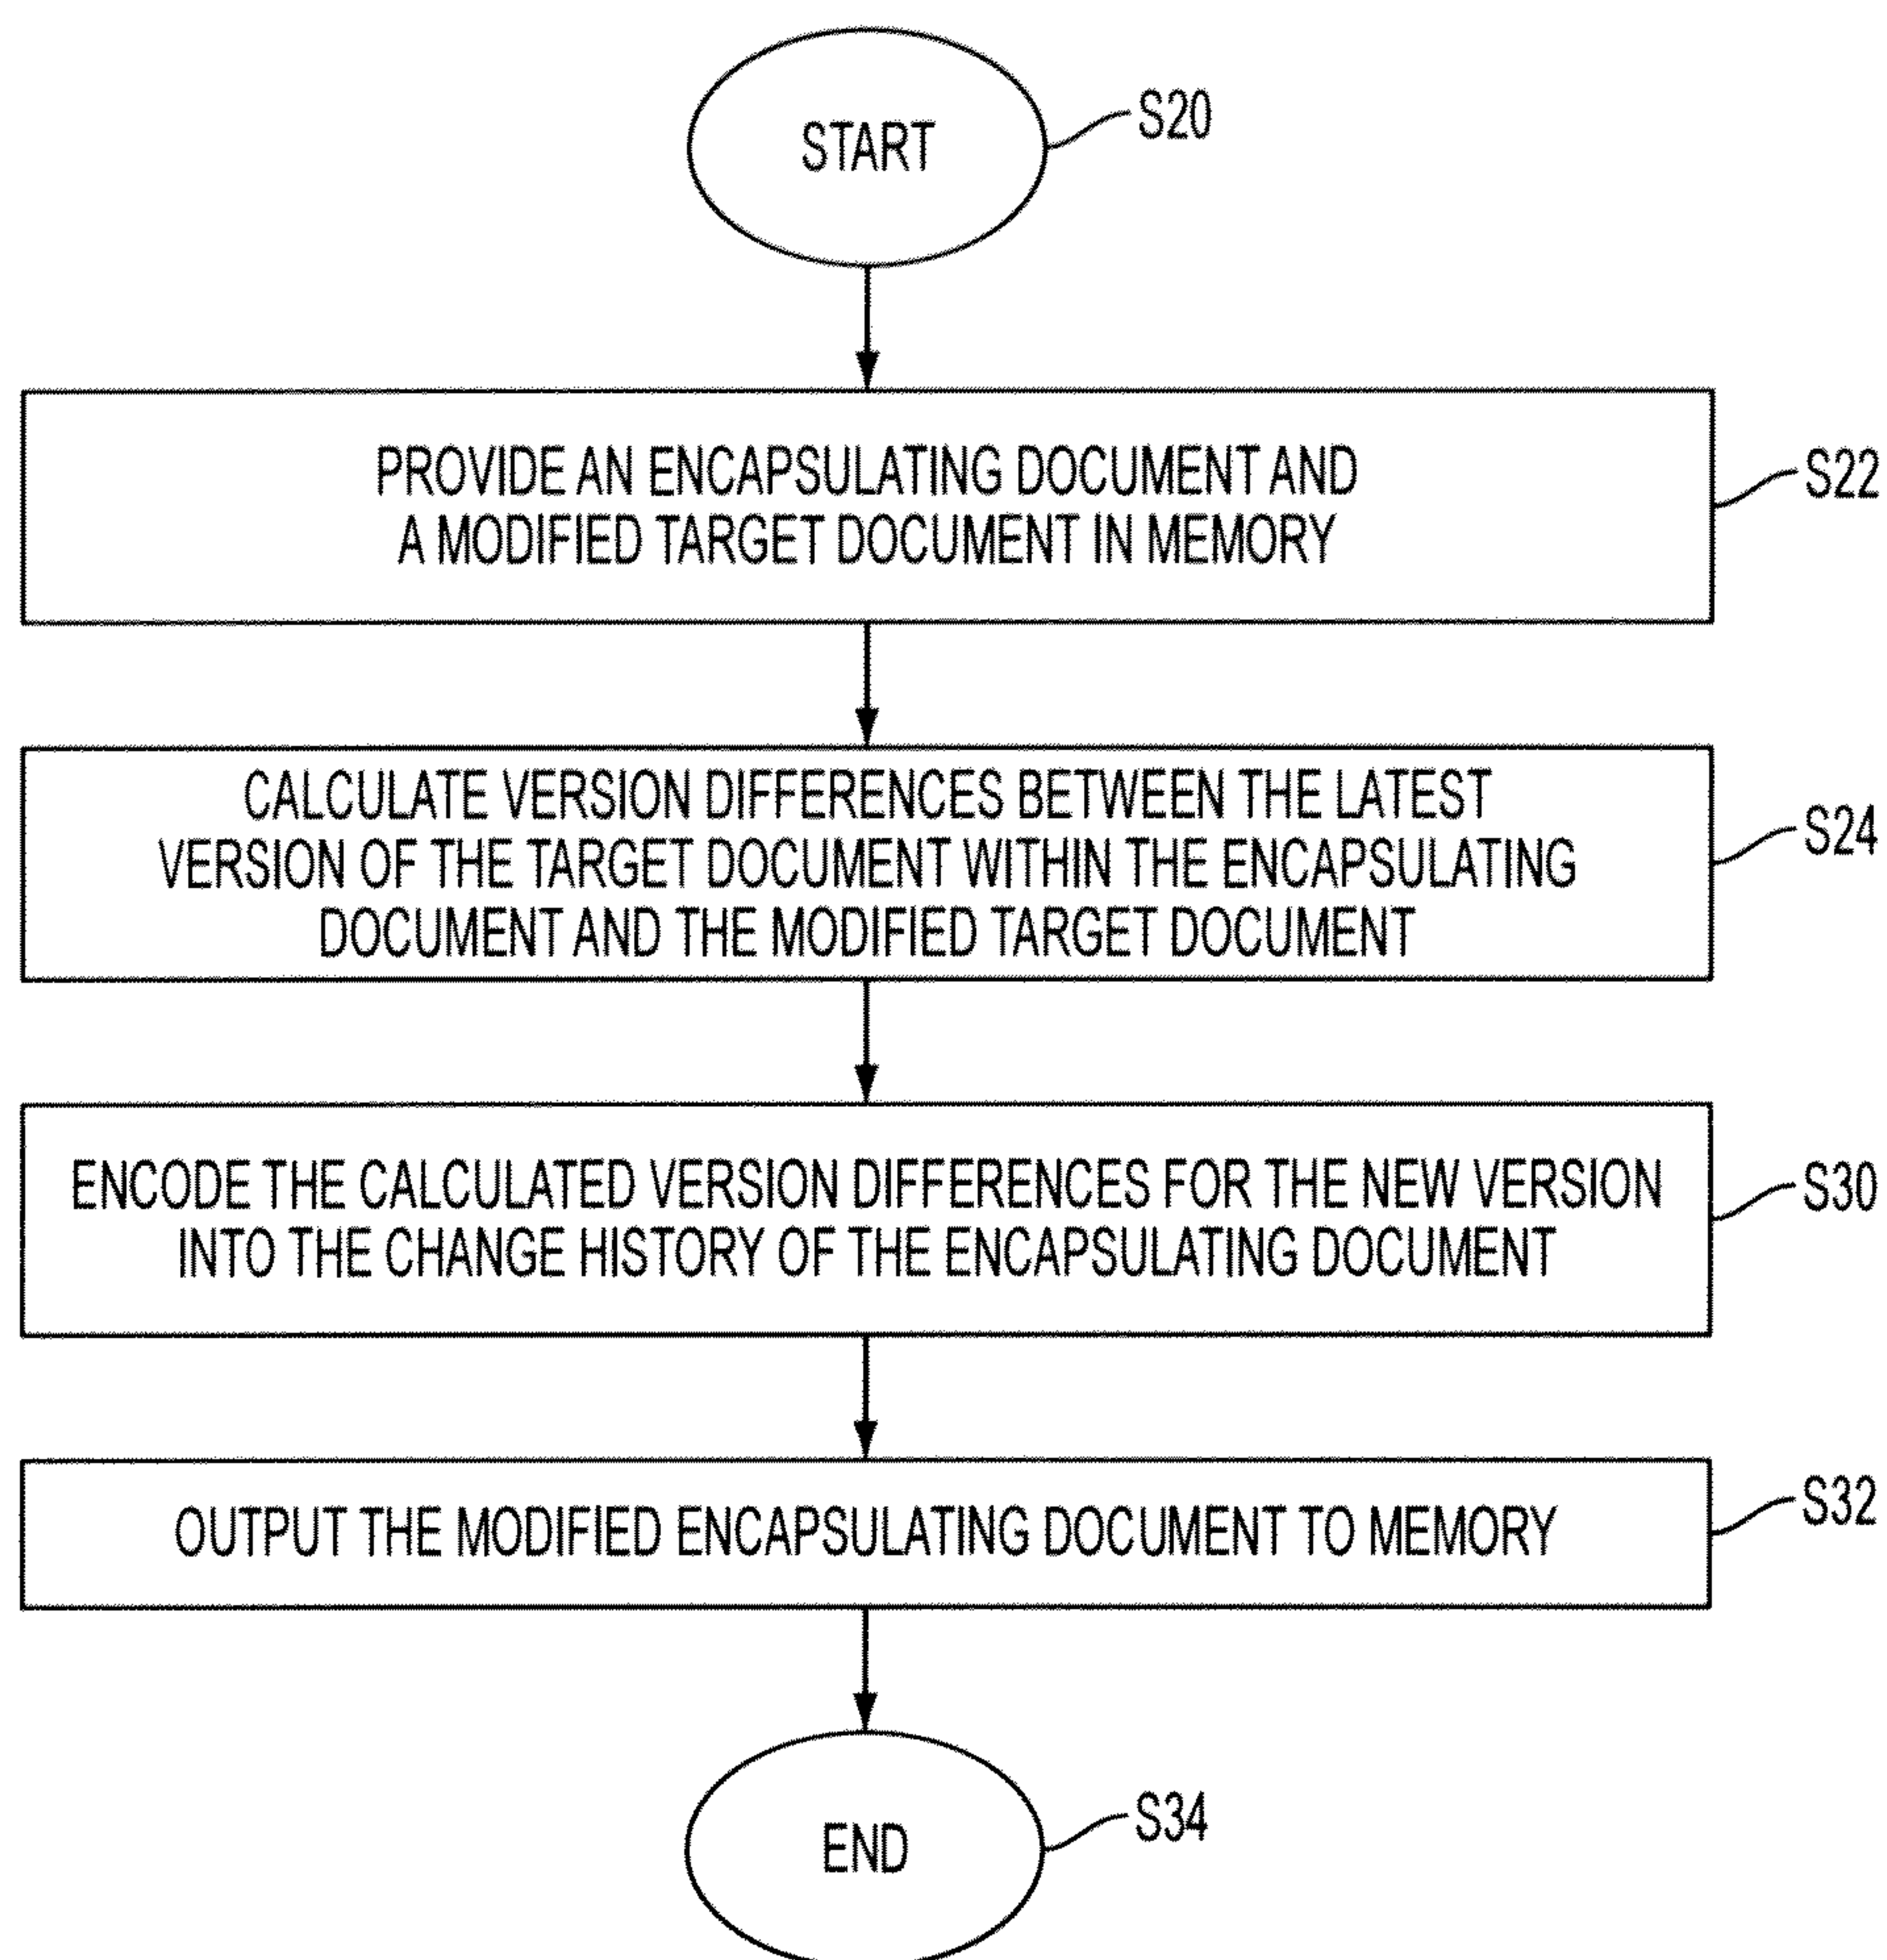 START
S20
PROVIDE AN ENCAPSULATING DOCUMENT AND
A MODIFIED TARGET DOCUMENT IN MEMORY
S22
CALCULATE VERSION DIFFERENCES BETWEEN THE LATEST
VERSION OF THE TARGET DOCUMENT WITHIN THE ENCAPSULATING
DOCUMENT AND THE MODIFIED TARGET DOCUMENT
S24
ENCODE THE CALCULATED VERSION DIFFERENCES FOR THE NEW VERSION
INTO THE CHANGE HISTORY OF THE ENCAPSULATING DOCUMENT
S30
OUTPUT THE MODIFIED ENCAPSULATING DOCUMENT TO MEMORY
S32
END
S34